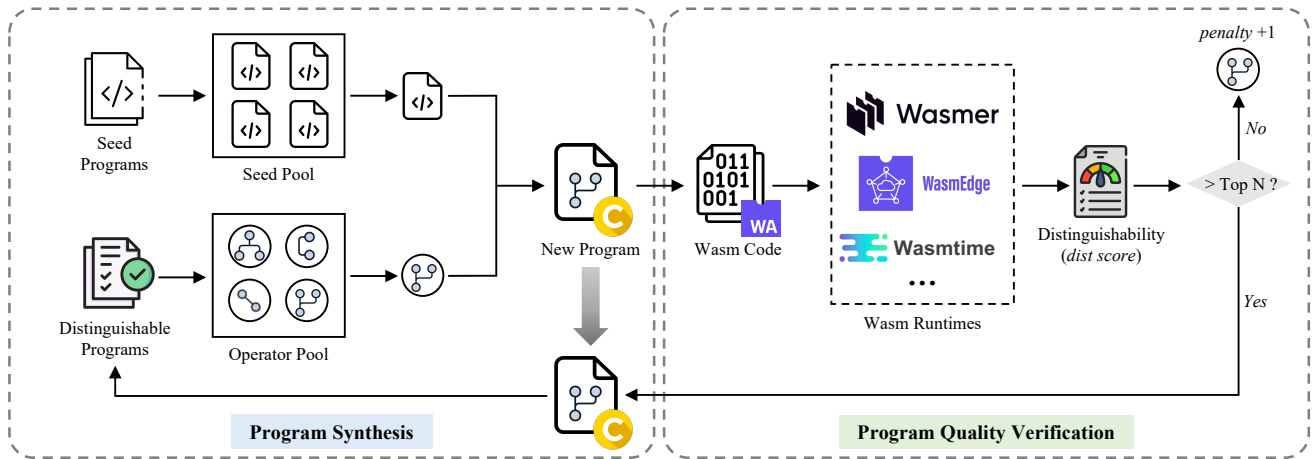 </>
Seed
Programs
</> </>
</> </>
Seed Pool
</>
Distinguishable
Programs
Operator Pool
C
New Program
C
Program Synthesis
011
0101
001
WA
Wasm Code
Wasmer
WasmEdge
Wasmtime
...
Wasm Runtimes
Distinguishability
(dist score)
> Top N ?
penalty +1
No
Yes
Program Quality Verification